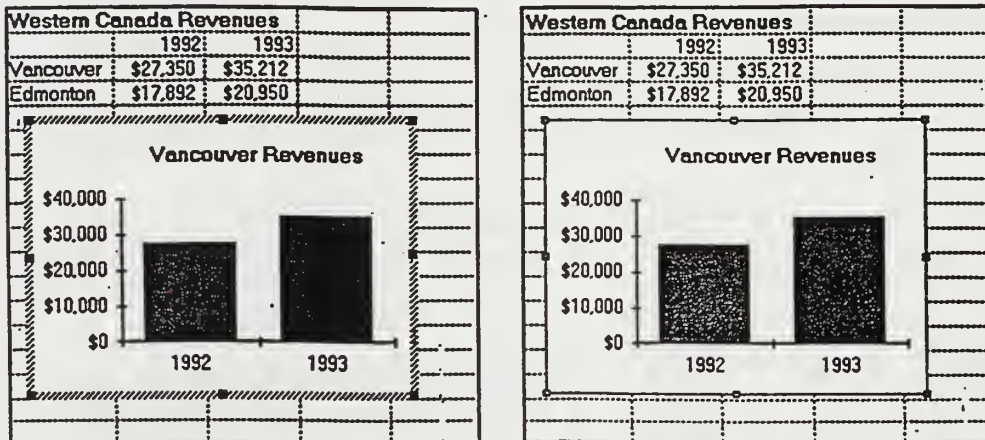 Western Canada Revenues
1992 1993
Vancouver $27,350 $35,212
Edmonton $17,892 $20,950
Vancouver Revenues
$40,000
$30,000
$20,000
$10,000
$0
1992 1993
Western Canada Revenues
1992 1993
Vancouver $27,350 $35,212
Edmonton $17,892 $20,950
Vancouver Revenues
$40,000
$30,000
$20,000
$10,000
$0
1992 1993